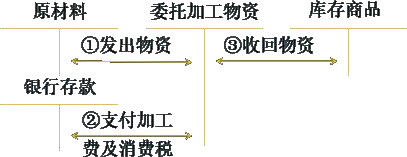 原材料 委托加工物资 库存商品
①发出物资 ③收回物资
银行存款
②支付加工
费及消费税